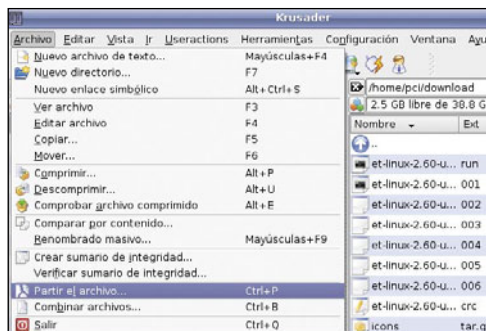 Krusader
Archivo Editar Vista Ir Useractions Herramientas Configuración Ventana Ayu
Nuevo archivo de texto... Mayúsculas+F4
Nuevo directorio... F7
Nuevo enlace simbólico Alt+Ctrl+S
Ver archivo F3
Editar archivo F4
Copiar... F5
Mover... F6
Comprimir... Alt+P
Descomprimir... Alt+U
Comprobar archivo comprimido Alt+E
Comparar por contenido...
Renombrado masivo... Mayúsculas+F9
Crear sumario de integridad...
Verificar sumario de integridad...
Partir el archivo... Ctrl+P
Combinar archivos... Ctrl+B
Salir Ctrl+Q
/home/pci/download
2.5 GB libre de 38.8 G
Nombre Ext
..
et-linux-2.60-u... run
et-linux-2.60-u... 001
et-linux-2.60-u... 002
et-linux-2.60-u... 003
et-linux-2.60-u... 004
et-linux-2.60-u... 005
et-linux-2.60-u... 006
et-linux-2.60-u... crc
icons tar.g